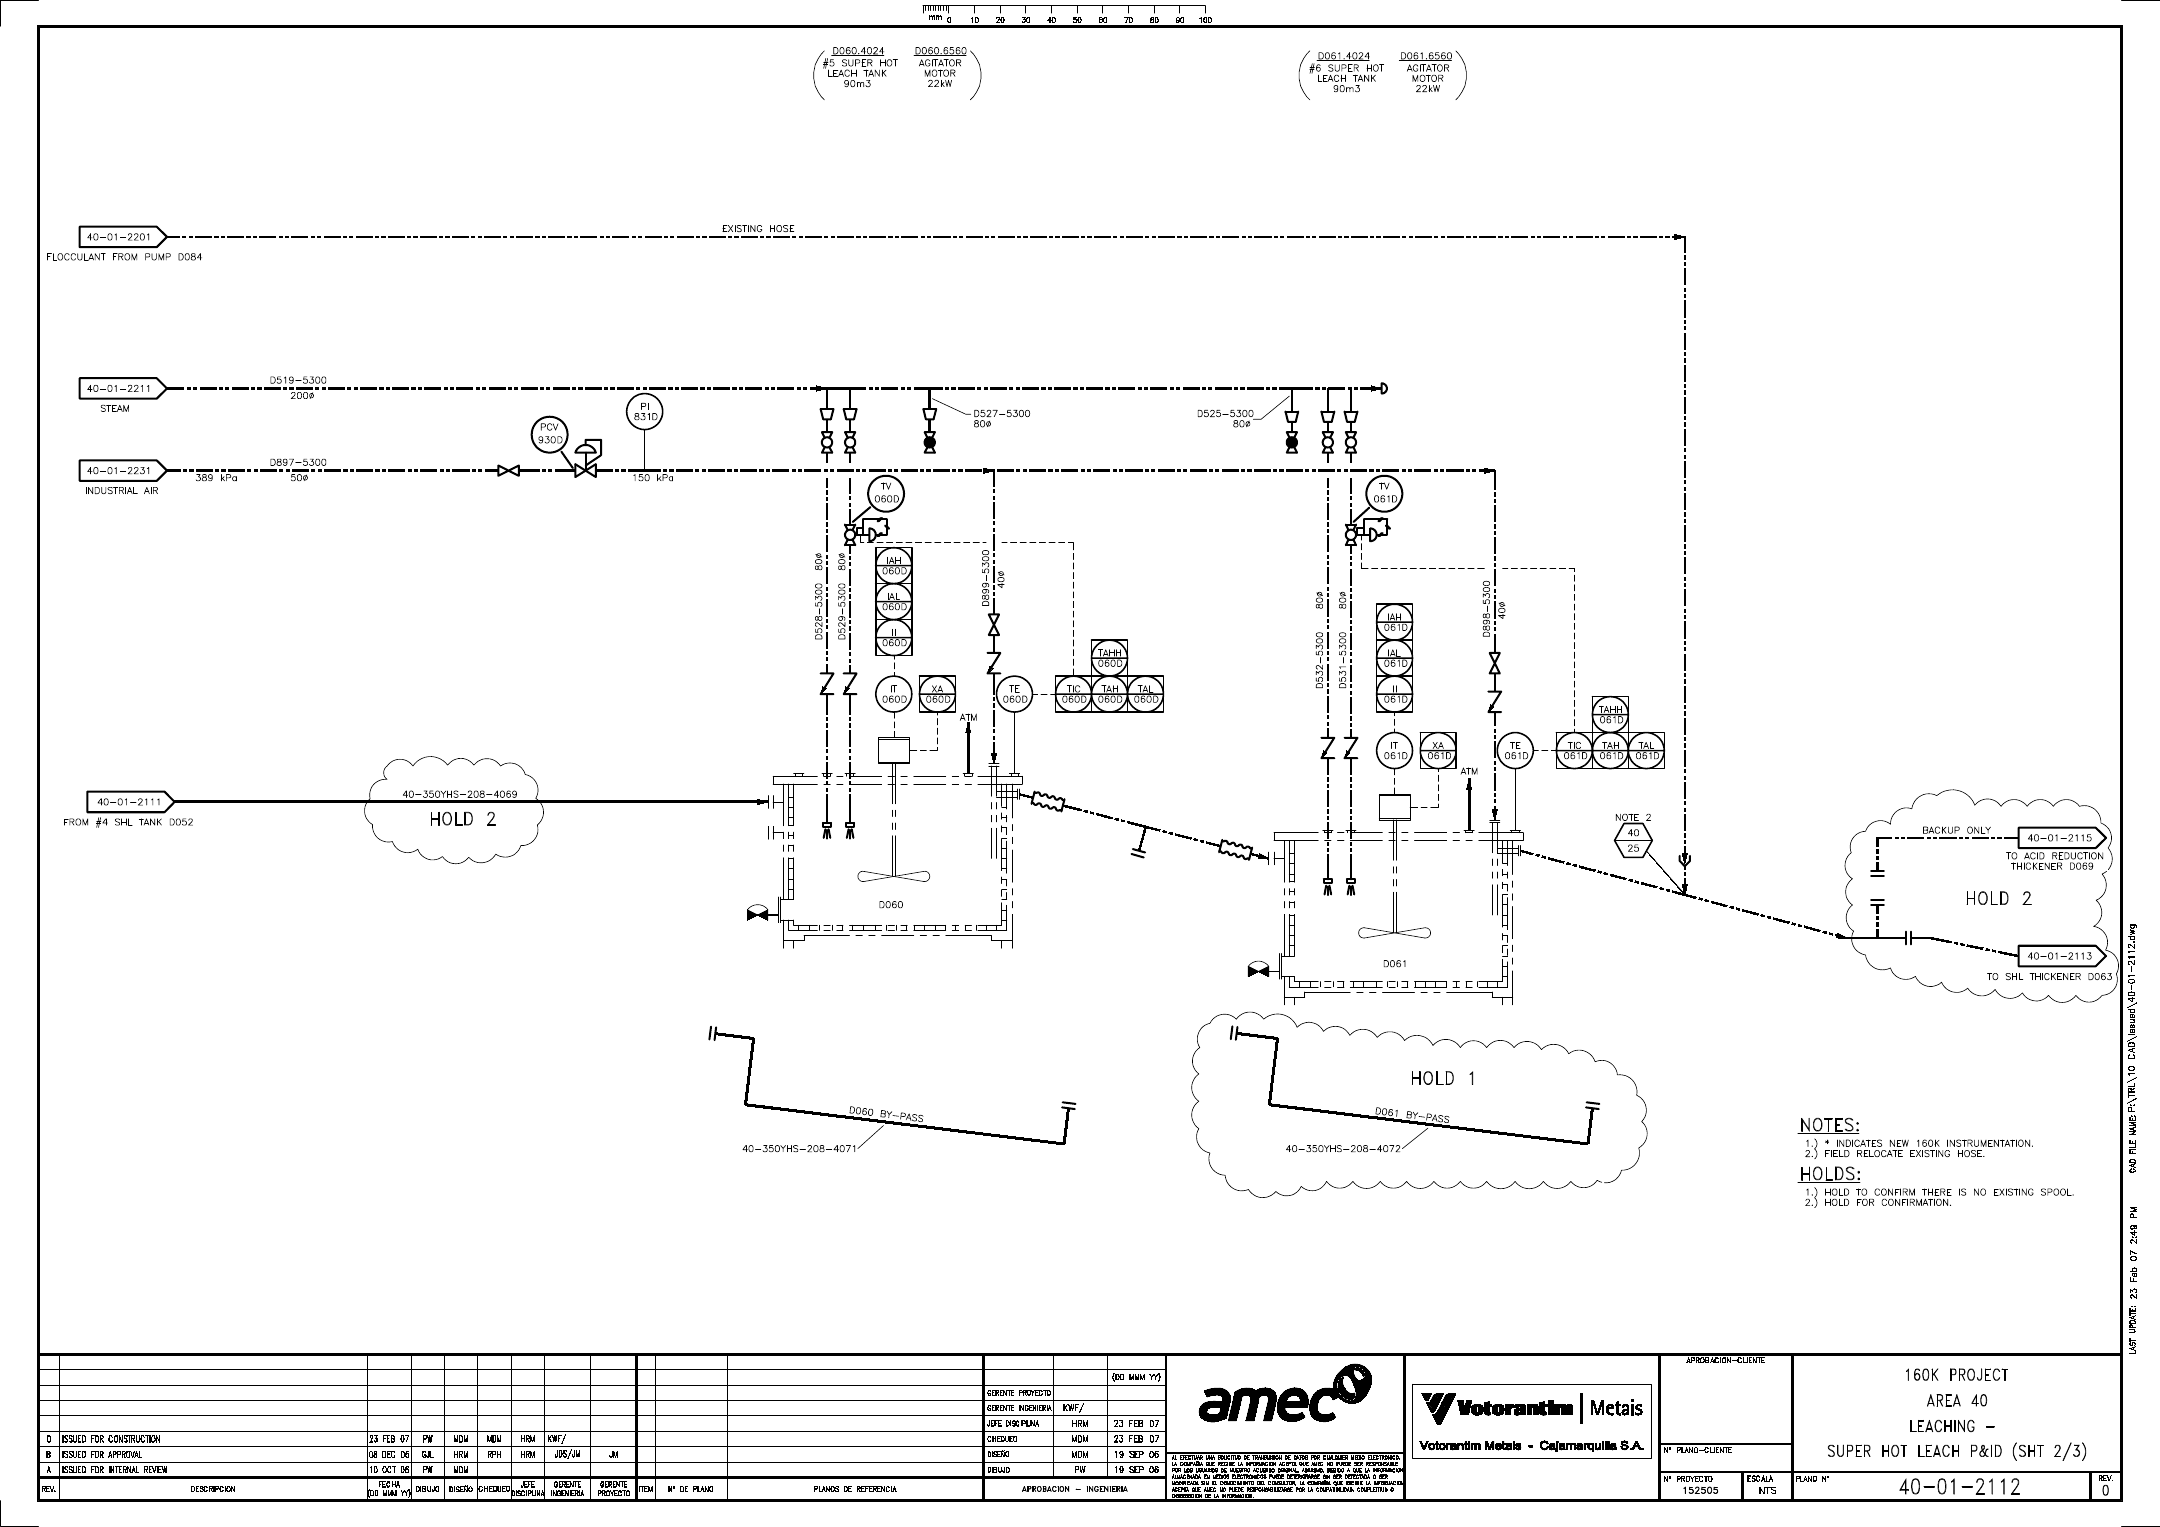 mm 0 10 20 30 40 50 60 70 80 90 100
D060.4024
#5 SUPER HOT
LEACH TANK
90m3
D060.6560
AGITATOR
MOTOR
22kW
D061.4024
#6 SUPER HOT
LEACH TANK
90m3
D061.6560
AGITATOR
MOTOR
22kW
40-01-2201
FLOCCULANT FROM PUMP D084
EXISTING HOSE
40-01-2211
STEAM
D519-5300
200ø
PI
831D
PCV
930D
D527-5300
80ø
D525-5300
80ø
40-01-2231
INDUSTRIAL AIR
389 kPa
D897-5300
50ø
150 kPa
TV
060D
TV
061D
D528-5300 80ø
D529-5300 80ø
IAH
060D
IAL
060D
II
060D
IT
060D
XA
060D
D899-5300
40ø
TE
060D
TAHH
060D
TIC
060D
TAH
060D
TAL
060D
ATM
D532-5300 80ø
D531-5300 80ø
IAH
061D
IAL
061D
II
061D
IT
061D
XA
061D
D898-5300
40ø
TE
061D
TAHH
061D
TIC
061D
TAH
061D
TAL
061D
ATM
40-01-2111
FROM #4 SHL TANK D052
40-350YHS-208-4069
HOLD 2
D060
D061
NOTE 2
40
25
BACKUP ONLY
40-01-2115
TO ACID REDUCTION
THICKENER D069
HOLD 2
40-01-2113
TO SHL THICKENER D063
D060 BY-PASS
40-350YHS-208-4071
HOLD 1
D061 BY-PASS
40-350YHS-208-4072
NOTES:
1.) * INDICATES NEW 160K INSTRUMENTATION.
2.) FIELD RELOCATE EXISTING HOSE.
HOLDS:
1.) HOLD TO CONFIRM THERE IS NO EXISTING SPOOL.
2.) HOLD FOR CONFIRMATION.
LAST UPDATE: 23 Feb 07 2:49 PM CAD FILE NAME: P:\TRL\10 CAD\Issued\40-01-2112.dwg
0 ISSUED FOR CONSTRUCTION 23 FEB 07 PW MDM MDM HRM KWF/
B ISSUED FOR APPROVAL 08 DEC 06 GJL HRM RPH HRM JDS/JM JM
A ISSUED FOR INTERNAL REVIEW 10 OCT 06 PW MDM
REV. DESCRIPCION FECHA (DD MMM YY) DIBUJO DISEÑO CHEQUEO JEFE DISCIPLINA GERENTE INGENIERIA GERENTE PROYECTO
ITEM N° DE PLANO PLANOS DE REFERENCIA
(DD MMM YY)
GERENTE PROYECTO
GERENTE INGENIERIA KWF/
JEFE DISCIPLINA HRM 23 FEB 07
CHEQUEO MDM 23 FEB 07
DISEÑO MDM 19 SEP 06
DIBUJO PW 19 SEP 06
APROBACION - INGENIERIA
amec
Votorantim | Metais
Votorantim Metais - Cajamarquilla S.A.
APROBACION-CLIENTE
N° PLANO-CLIENTE
N° PROYECTO
152505
ESCALA
NTS
160K PROJECT
AREA 40
LEACHING -
SUPER HOT LEACH P&ID (SHT 2/3)
PLANO N°
40-01-2112
REV.
0